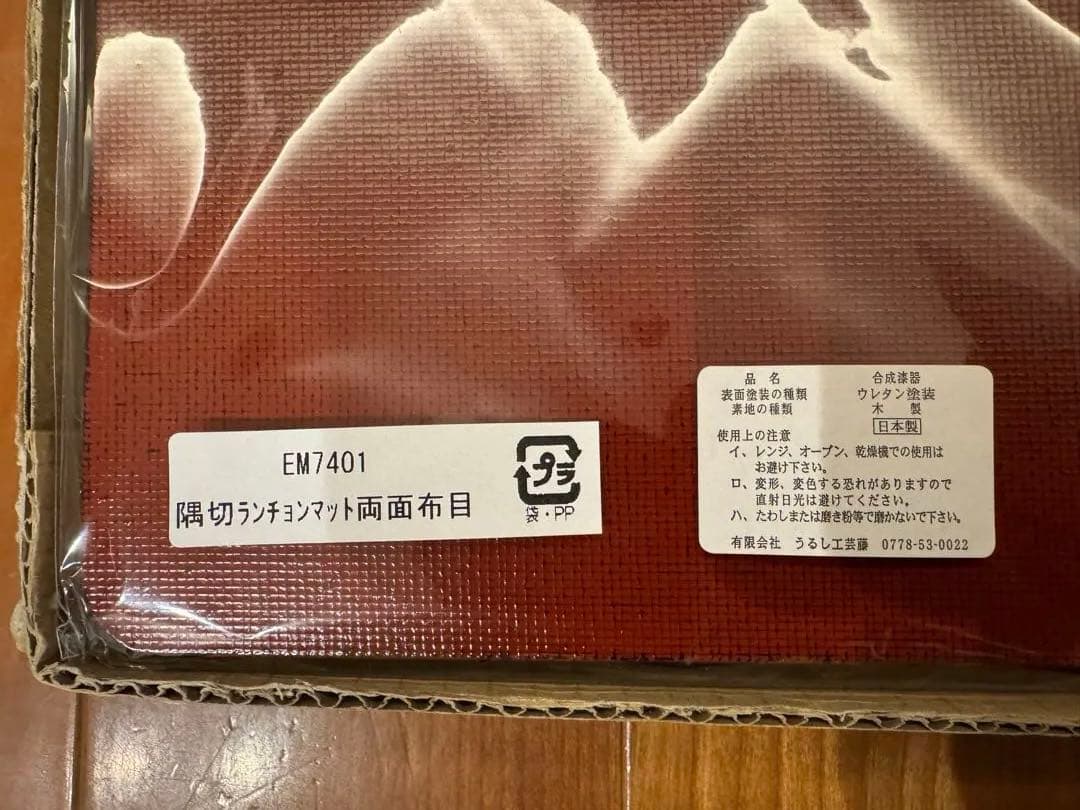 EM7401
隅切ランチョンマット両面布目
プラ
袋・PP
品 名 合成漆器
表面塗装の種類 ウレタン塗装
素地の種類 木 製
日本製
使用上の注意
イ、レンジ、オーブン、乾燥機での使用は
お避け下さい。
ロ、変形、変色する恐れがありますので
直射日光は避けてください。
ハ、たわしまたは磨き粉等で磨かないで下さい。
有限会社 うるし工芸藤 0778-53-0022